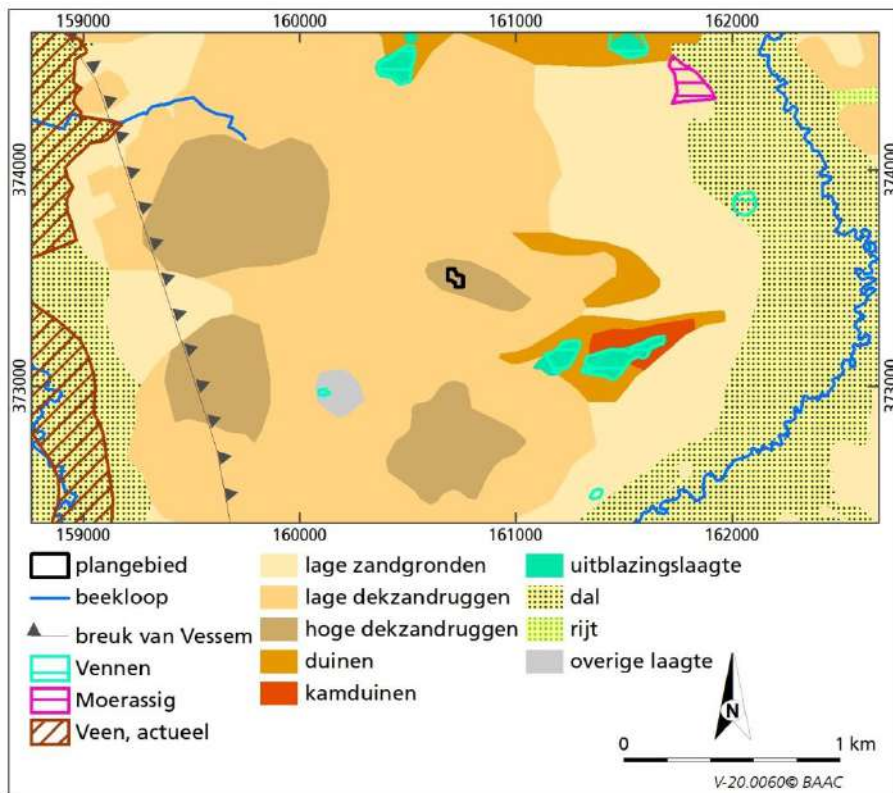 159000 160000 161000 162000
374000 374000
373000 373000
159000 160000 161000 162000
plangebied
beekloop
breuk van Vessem
Vennen
Moerassig
Veen, actueel
lage zandgronden
lage dekzandruggen
hoge dekzandruggen
duinen
kamduinen
uitblazingslaagte
dal
rijt
overige laagte
N
0 1 km
V-20.0060© BAAC